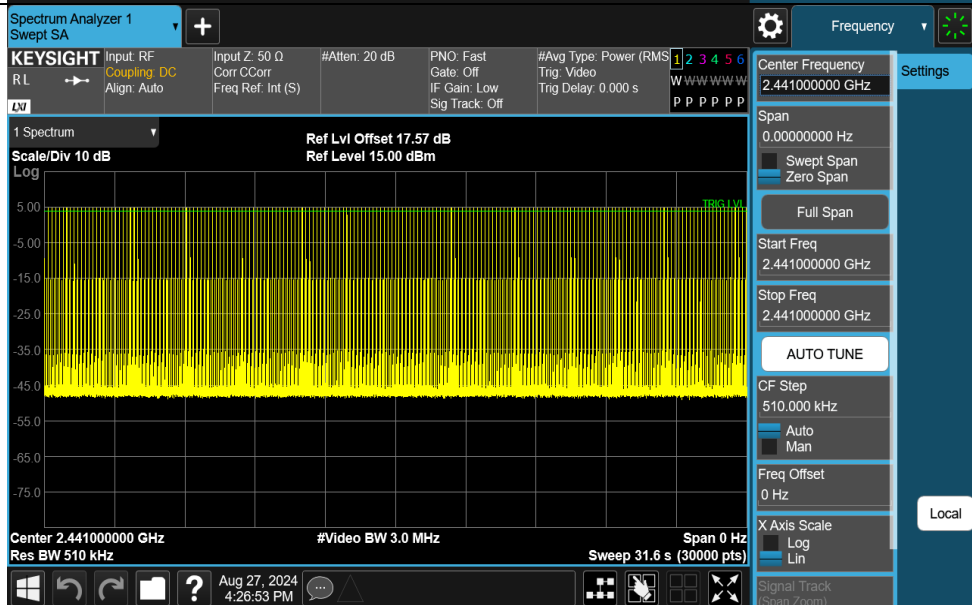 Spectrum Analyzer 1
Swept SA
+
Frequency
KEYSIGHT
R L
LXI
Input: RF
Coupling: DC
Align: Auto
Input Z: 50 Ω
Corr CCorr
Freq Ref: Int (S)
#Atten: 20 dB
PNO: Fast
Gate: Off
IF Gain: Low
Sig Track: Off
#Avg Type: Power (RMS
Trig: Video
Trig Delay: 0.000 s
1 2 3 4 5 6
W W W W W W
P P P P P P
Center Frequency
2.441000000 GHz
Settings
Span
0.00000000 Hz
Swept Span
Zero Span
Full Span
Start Freq
2.441000000 GHz
Stop Freq
2.441000000 GHz
AUTO TUNE
CF Step
510.000 kHz
Auto
Man
Freq Offset
0 Hz
X Axis Scale
Log
Lin
Signal Track
(Span Zoom)
Local
1 Spectrum
Scale/Div 10 dB
Log
Ref Lvl Offset 17.57 dB
Ref Level 15.00 dBm
TRIG LVL
5.00
-5.00
-15.0
-25.0
-35.0
-45.0
-55.0
-65.0
-75.0
Center 2.441000000 GHz
Res BW 510 kHz
#Video BW 3.0 MHz
Span 0 Hz
Sweep 31.6 s (30000 pts)
?
Aug 27, 2024
4:26:53 PM